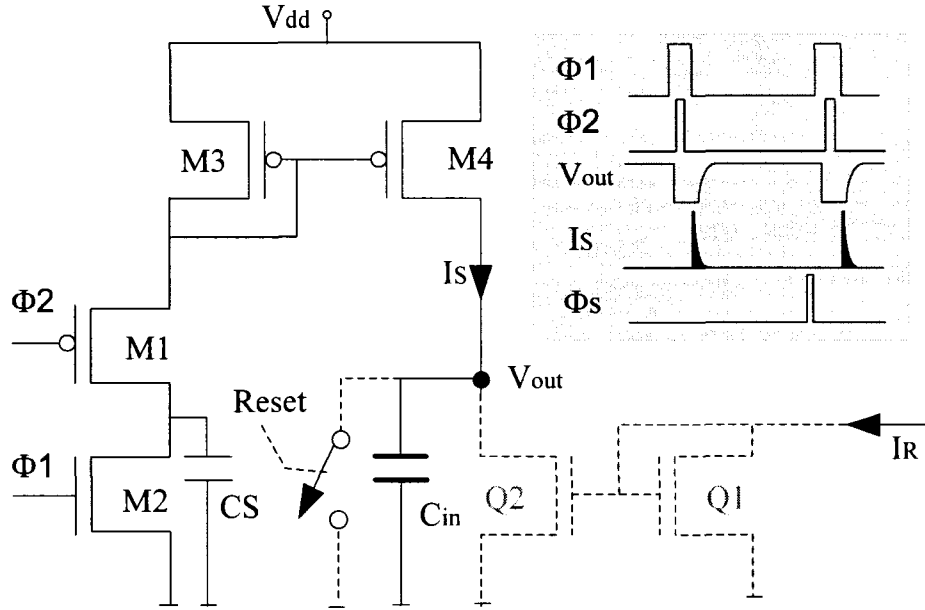 Vdd
M3
M4
Φ2
M1
Is
Vout
Φ1
M2
CS
Reset
Cin
Q2
Q1
IR
Φ1
Φ2
Vout
Is
Φs